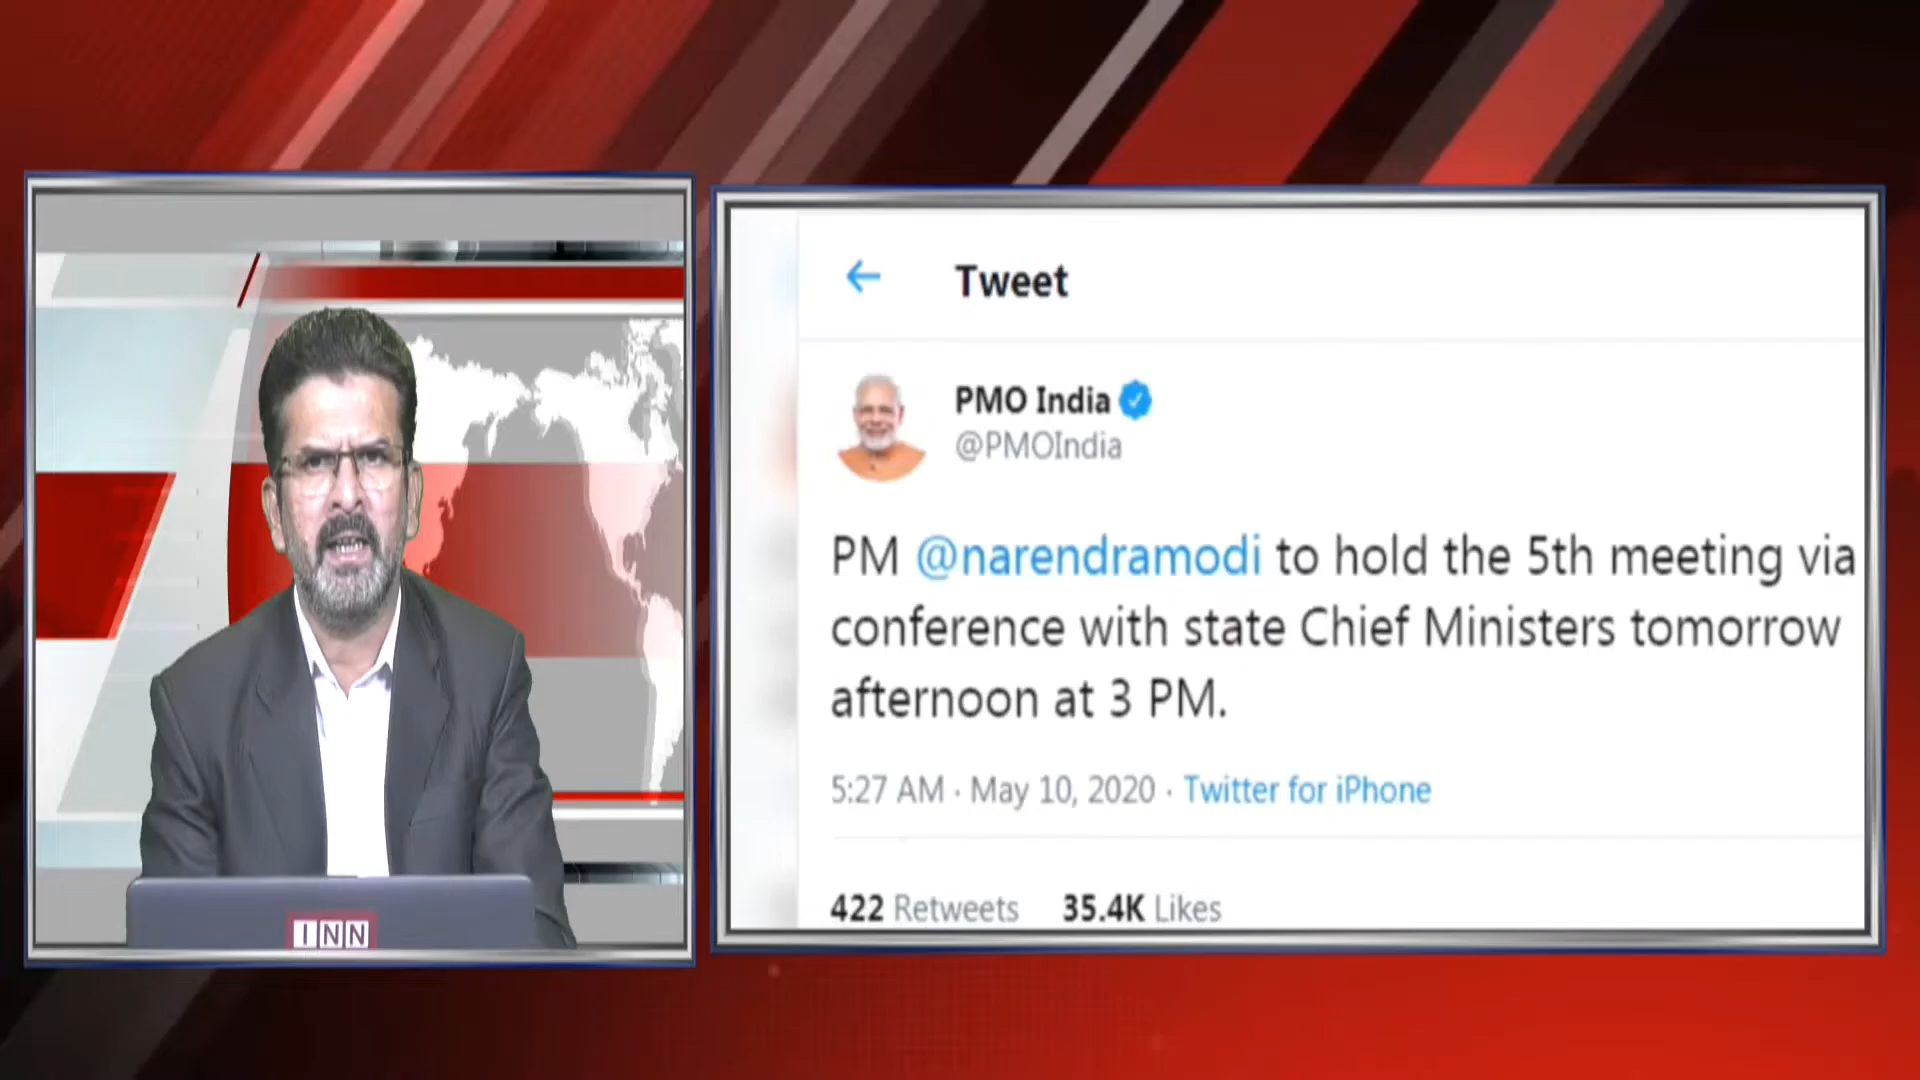 Tweet
PMO India
@PMOIndia
PM @narendramodi to hold the 5th meeting via
conference with state Chief Ministers tomorrow
afternoon at 3 PM.
5:27 AM · May 10, 2020 · Twitter for iPhone
422 Retweets 35.4K Likes
INN